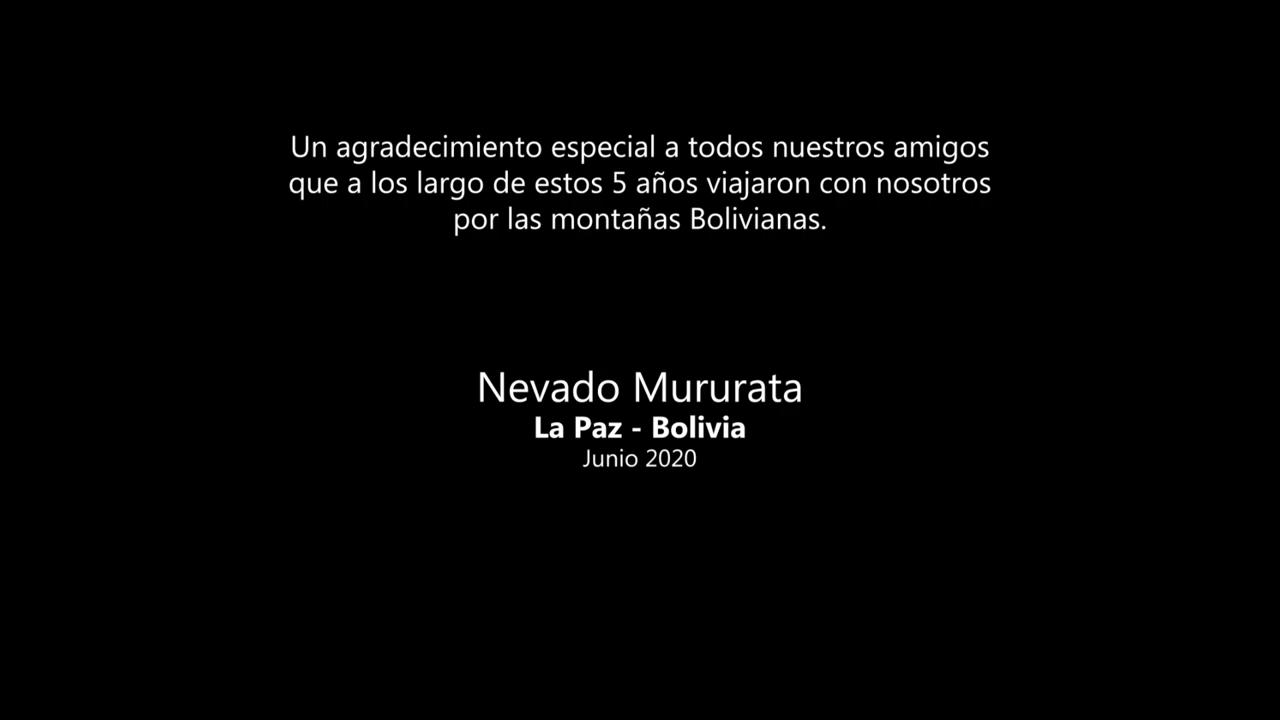 Un agradecimiento especial a todos nuestros amigos
que a los largo de estos 5 años viajaron con nosotros
por las montañas Bolivianas.
Nevado Mururata
La Paz - Bolivia
Junio 2020